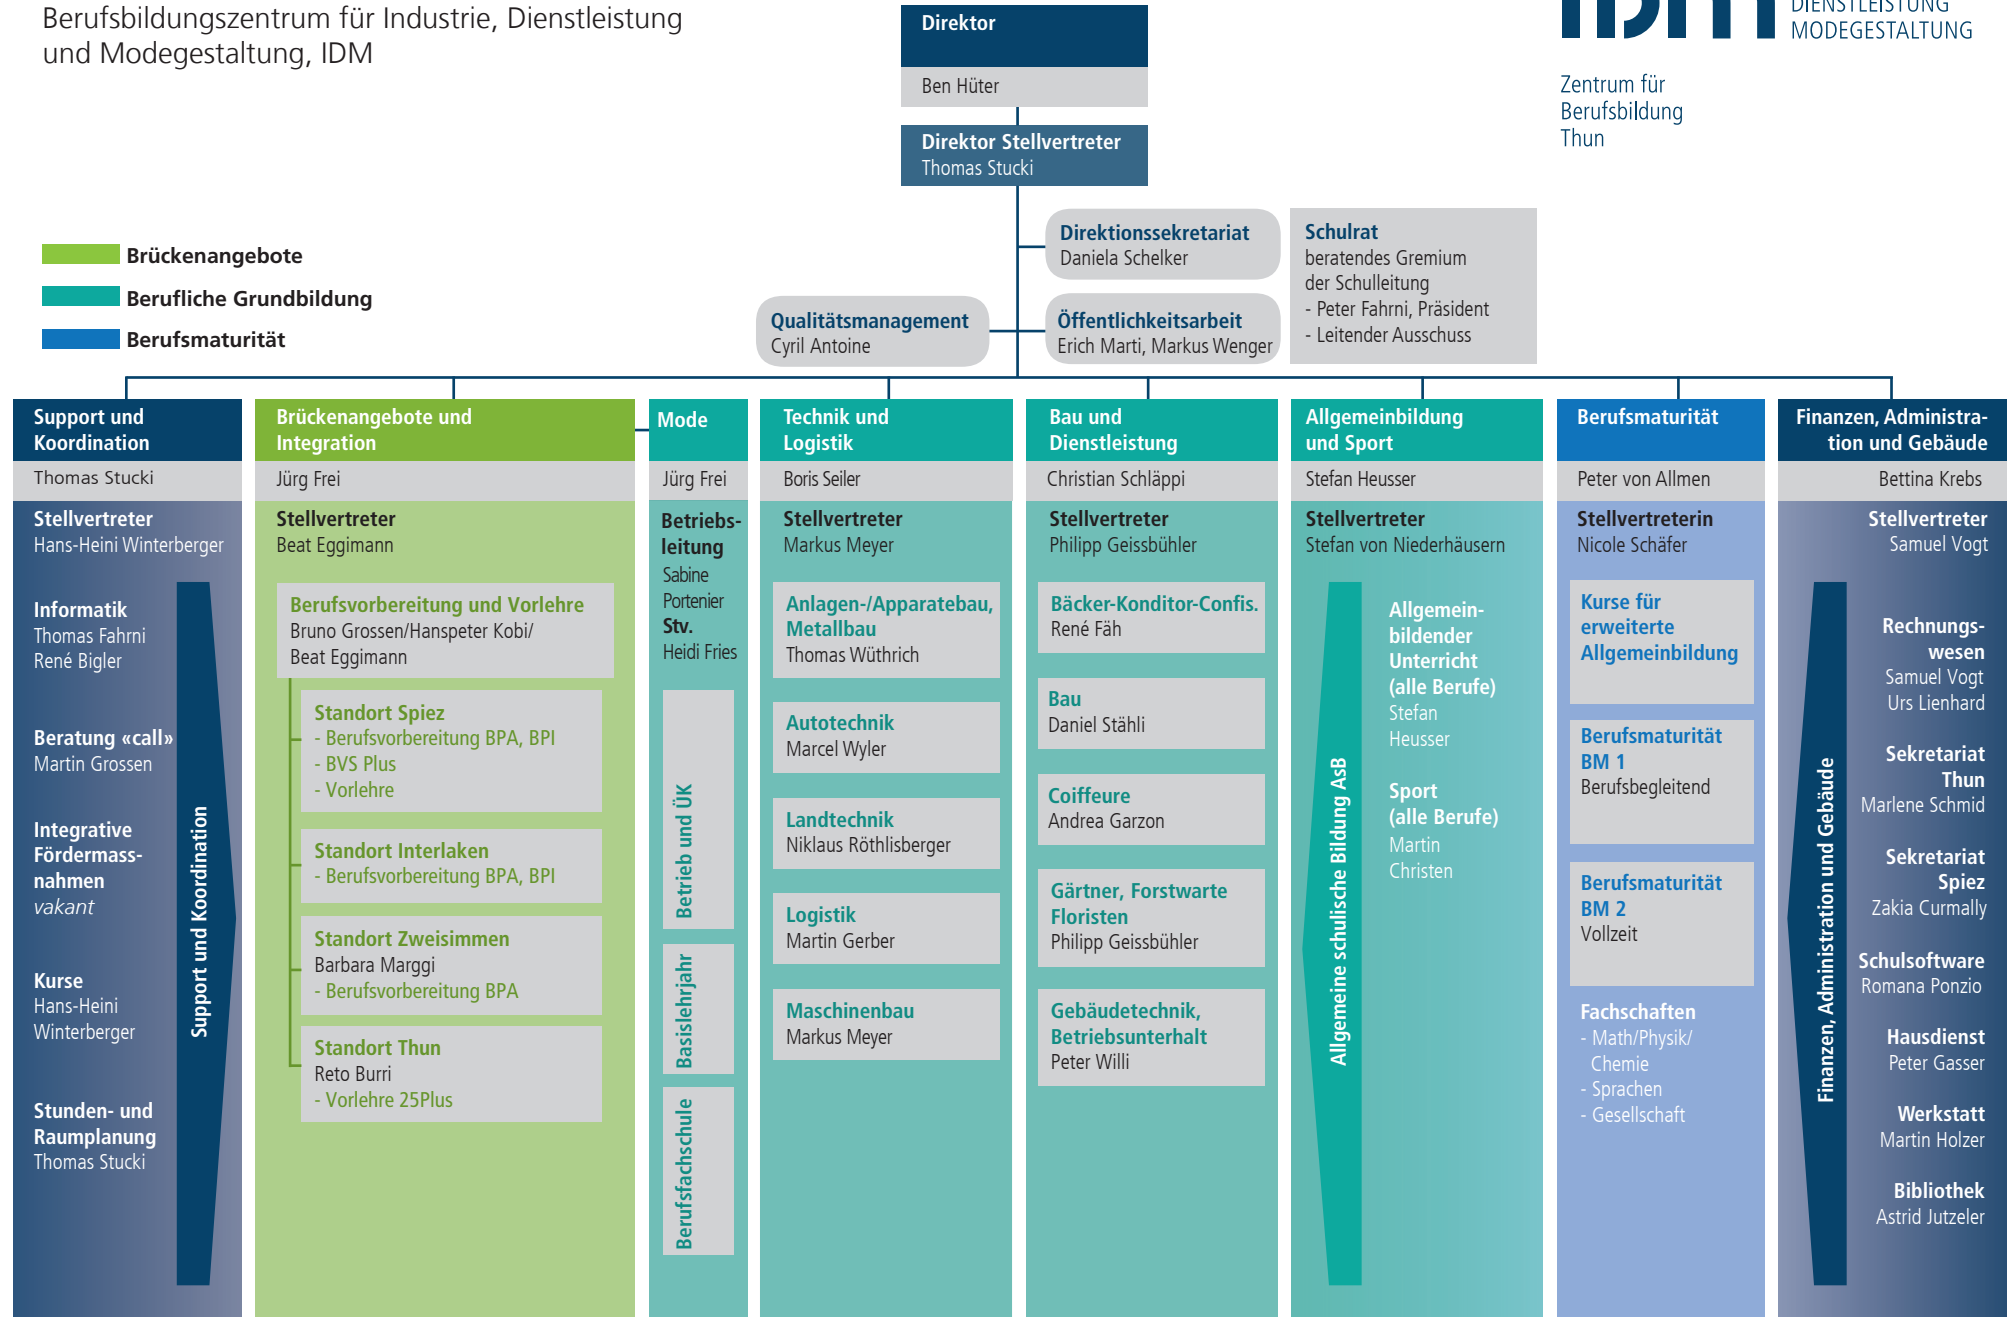 Berufsbildungszentrum für Industrie, Dienstleistung
und Modegestaltung, IDM
Direktor
Ben Hüter
Direktor Stellvertreter
Thomas Stucki
DIENSTLEISTUNG
MODEGESTALTUNG
Zentrum für
Berufsbildung
Thun
Brückenangebote
Berufliche Grundbildung
Berufsmaturität
Direktionssekretariat
Daniela Schelker
Qualitätsmanagement
Cyril Antoine
Öffentlichkeitsarbeit
Erich Marti, Markus Wenger
Schulrat
beratendes Gremium
der Schulleitung
- Peter Fahrni, Präsident
- Leitender Ausschuss
Support und
Koordination
Thomas Stucki
Stellvertreter
Hans-Heini Winterberger
Informatik
Thomas Fahrni
René Bigler
Beratung «call»
Martin Grossen
Integrative
Fördermass-
nahmen
vakant
Kurse
Hans-Heini
Winterberger
Stunden- und
Raumplanung
Thomas Stucki
Support und Koordination
Brückenangebote und
Integration
Jürg Frei
Stellvertreter
Beat Eggimann
Berufsvorbereitung und Vorlehre
Bruno Grossen/Hanspeter Kobi/
Beat Eggimann
Standort Spiez
- Berufsvorbereitung BPA, BPI
- BVS Plus
- Vorlehre
Standort Interlaken
- Berufsvorbereitung BPA, BPI
Standort Zweisimmen
Barbara Marggi
- Berufsvorbereitung BPA
Standort Thun
Reto Burri
- Vorlehre 25Plus
Mode
Jürg Frei
Betriebs-
leitung
Sabine
Portenier
Stv.
Heidi Fries
Betrieb und ÜK
Basislehrjahr
Berufsfachschule
Technik und
Logistik
Boris Seiler
Stellvertreter
Markus Meyer
Anlagen-/Apparatebau,
Metallbau
Thomas Wüthrich
Autotechnik
Marcel Wyler
Landtechnik
Niklaus Röthlisberger
Logistik
Martin Gerber
Maschinenbau
Markus Meyer
Bau und
Dienstleistung
Christian Schläppi
Stellvertreter
Philipp Geissbühler
Bäcker-Konditor-Confis.
René Fäh
Bau
Daniel Stähli
Coiffeure
Andrea Garzon
Gärtner, Forstwarte
Floristen
Philipp Geissbühler
Gebäudetechnik,
Betriebsunterhalt
Peter Willi
Allgemeinbildung
und Sport
Stefan Heusser
Stellvertreter
Stefan von Niederhäusern
Allgemeine schulische Bildung AsB
Allgemein-
bildender
Unterricht
(alle Berufe)
Stefan
Heusser
Sport
(alle Berufe)
Martin
Christen
Berufsmaturität
Peter von Allmen
Stellvertreterin
Nicole Schäfer
Kurse für
erweiterte
Allgemeinbildung
Berufsmaturität
BM 1
Berufsbegleitend
Berufsmaturität
BM 2
Vollzeit
Fachschaften
- Math/Physik/
Chemie
- Sprachen
- Gesellschaft
Finanzen, Administra-
tion und Gebäude
Bettina Krebs
Stellvertreter
Samuel Vogt
Finanzen, Administration und Gebäude
Rechnungs-
wesen
Samuel Vogt
Urs Lienhard
Sekretariat
Thun
Marlene Schmid
Sekretariat
Spiez
Zakia Curmally
Schulsoftware
Romana Ponzio
Hausdienst
Peter Gasser
Werkstatt
Martin Holzer
Bibliothek
Astrid Jutzeler